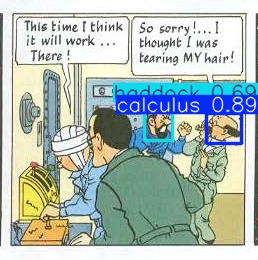 This time I think
it will work ...
There!
So sorry!... I
thought I was
tearing MY hair!
haddock 0.69
calculus 0.89